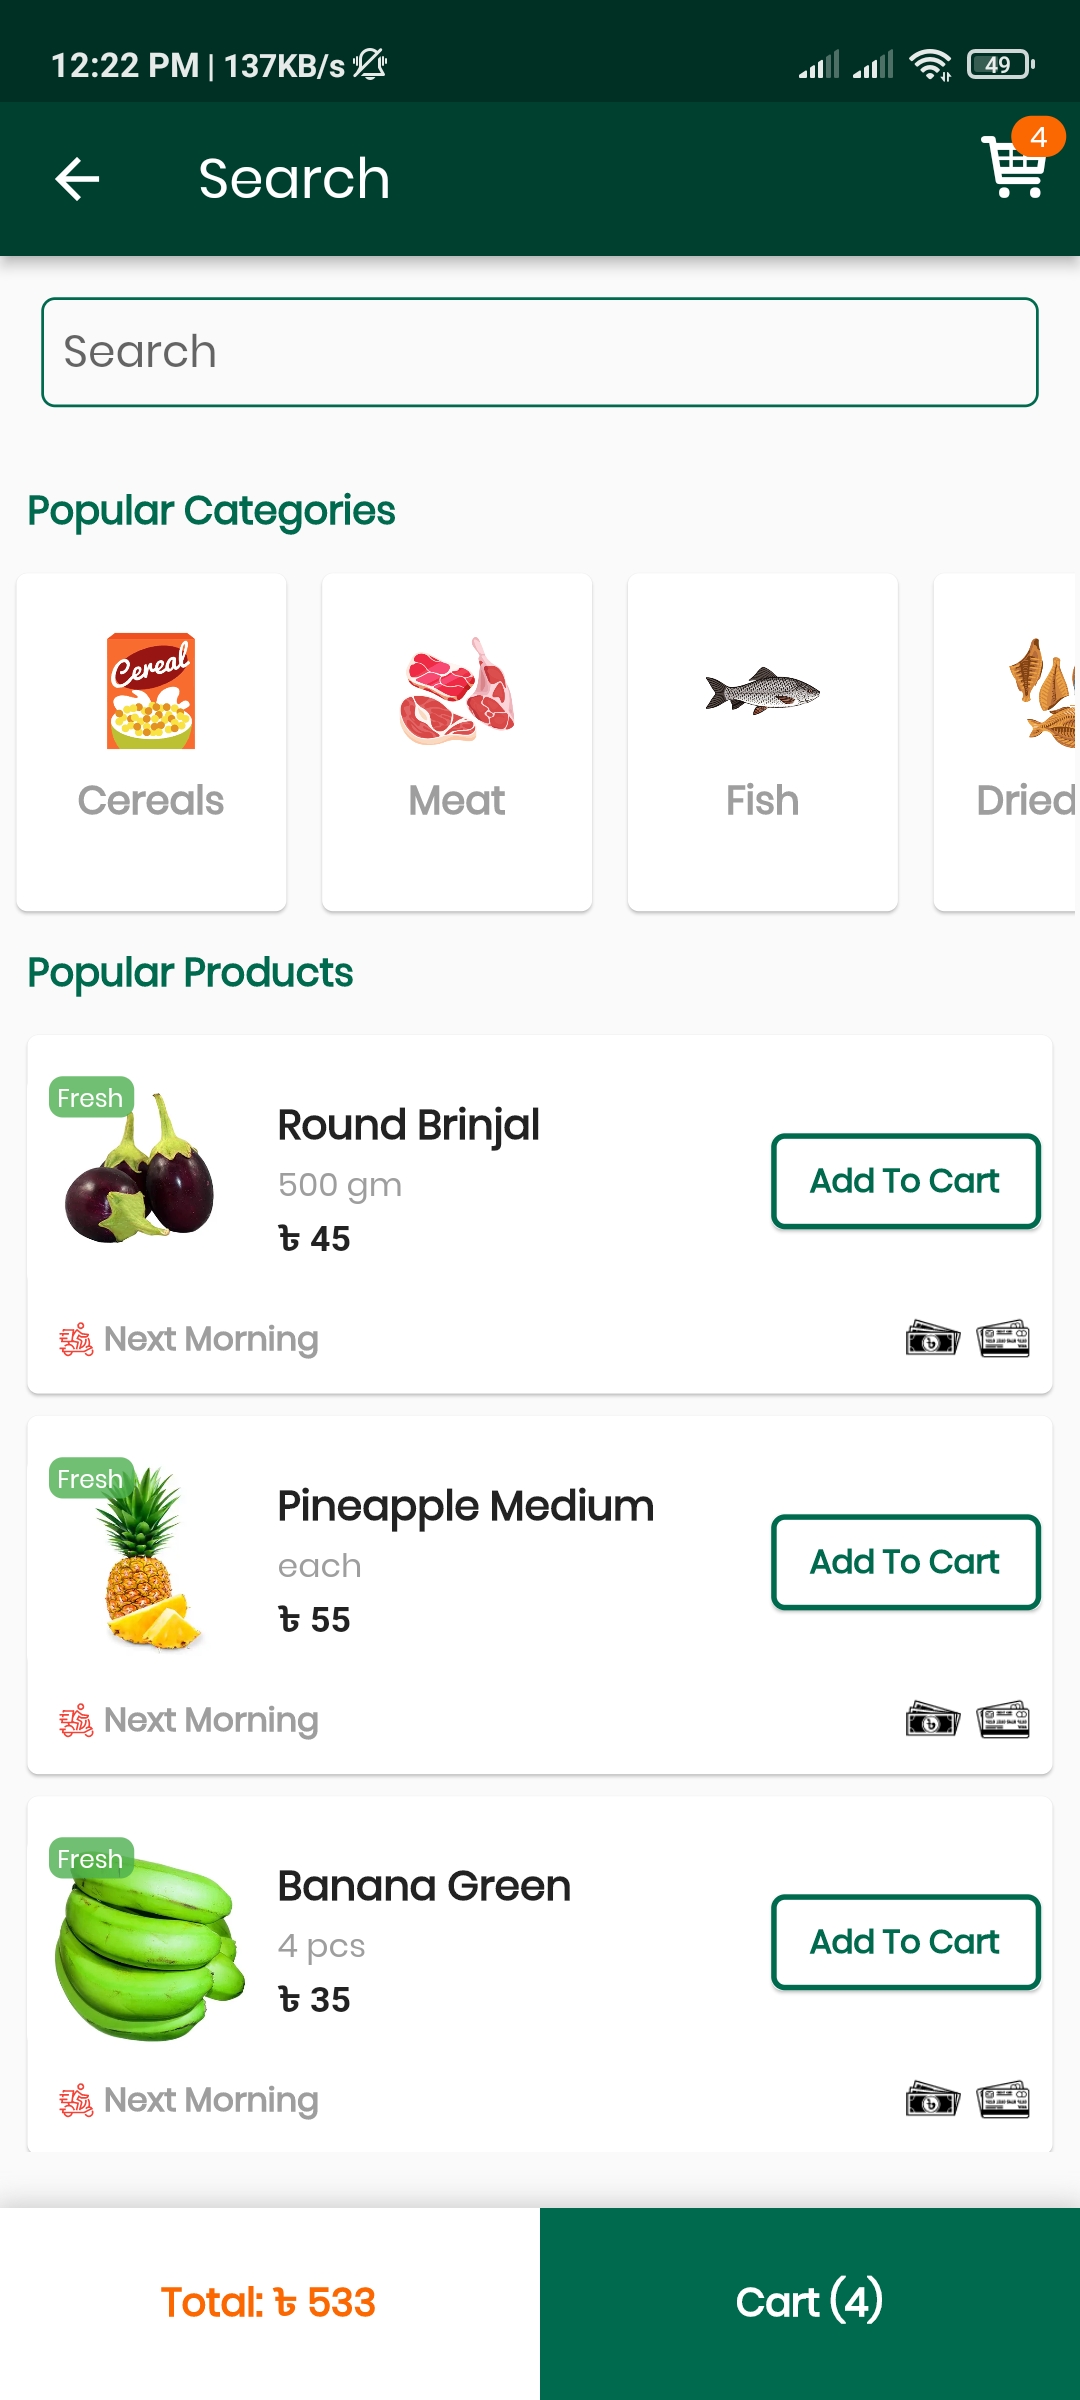 12:22 PM | 137KB/s
49
4
Search
Search
Popular Categories
Cereal
Cereals
Meat
Fish
Dried
Popular Products
Fresh
Round Brinjal
500 gm
৳ 45
Add To Cart
Next Morning
Fresh
Pineapple Medium
each
৳ 55
Add To Cart
Next Morning
Fresh
Banana Green
4 pcs
৳ 35
Add To Cart
Next Morning
Total: ৳ 533
Cart (4)